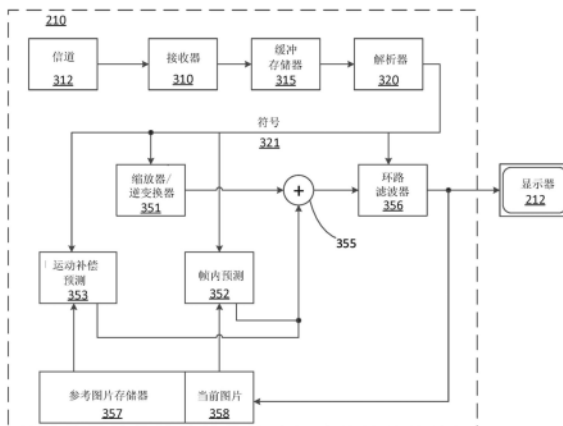 210
信道
312
接收器
310
缓冲
存储器
315
解析器
320
符号
321
缩放器/
逆变换器
351
+
355
环路
滤波器
356
显示器
212
运动补偿
预测
353
帧内预测
352
参考图片存储器
357
当前图片
358